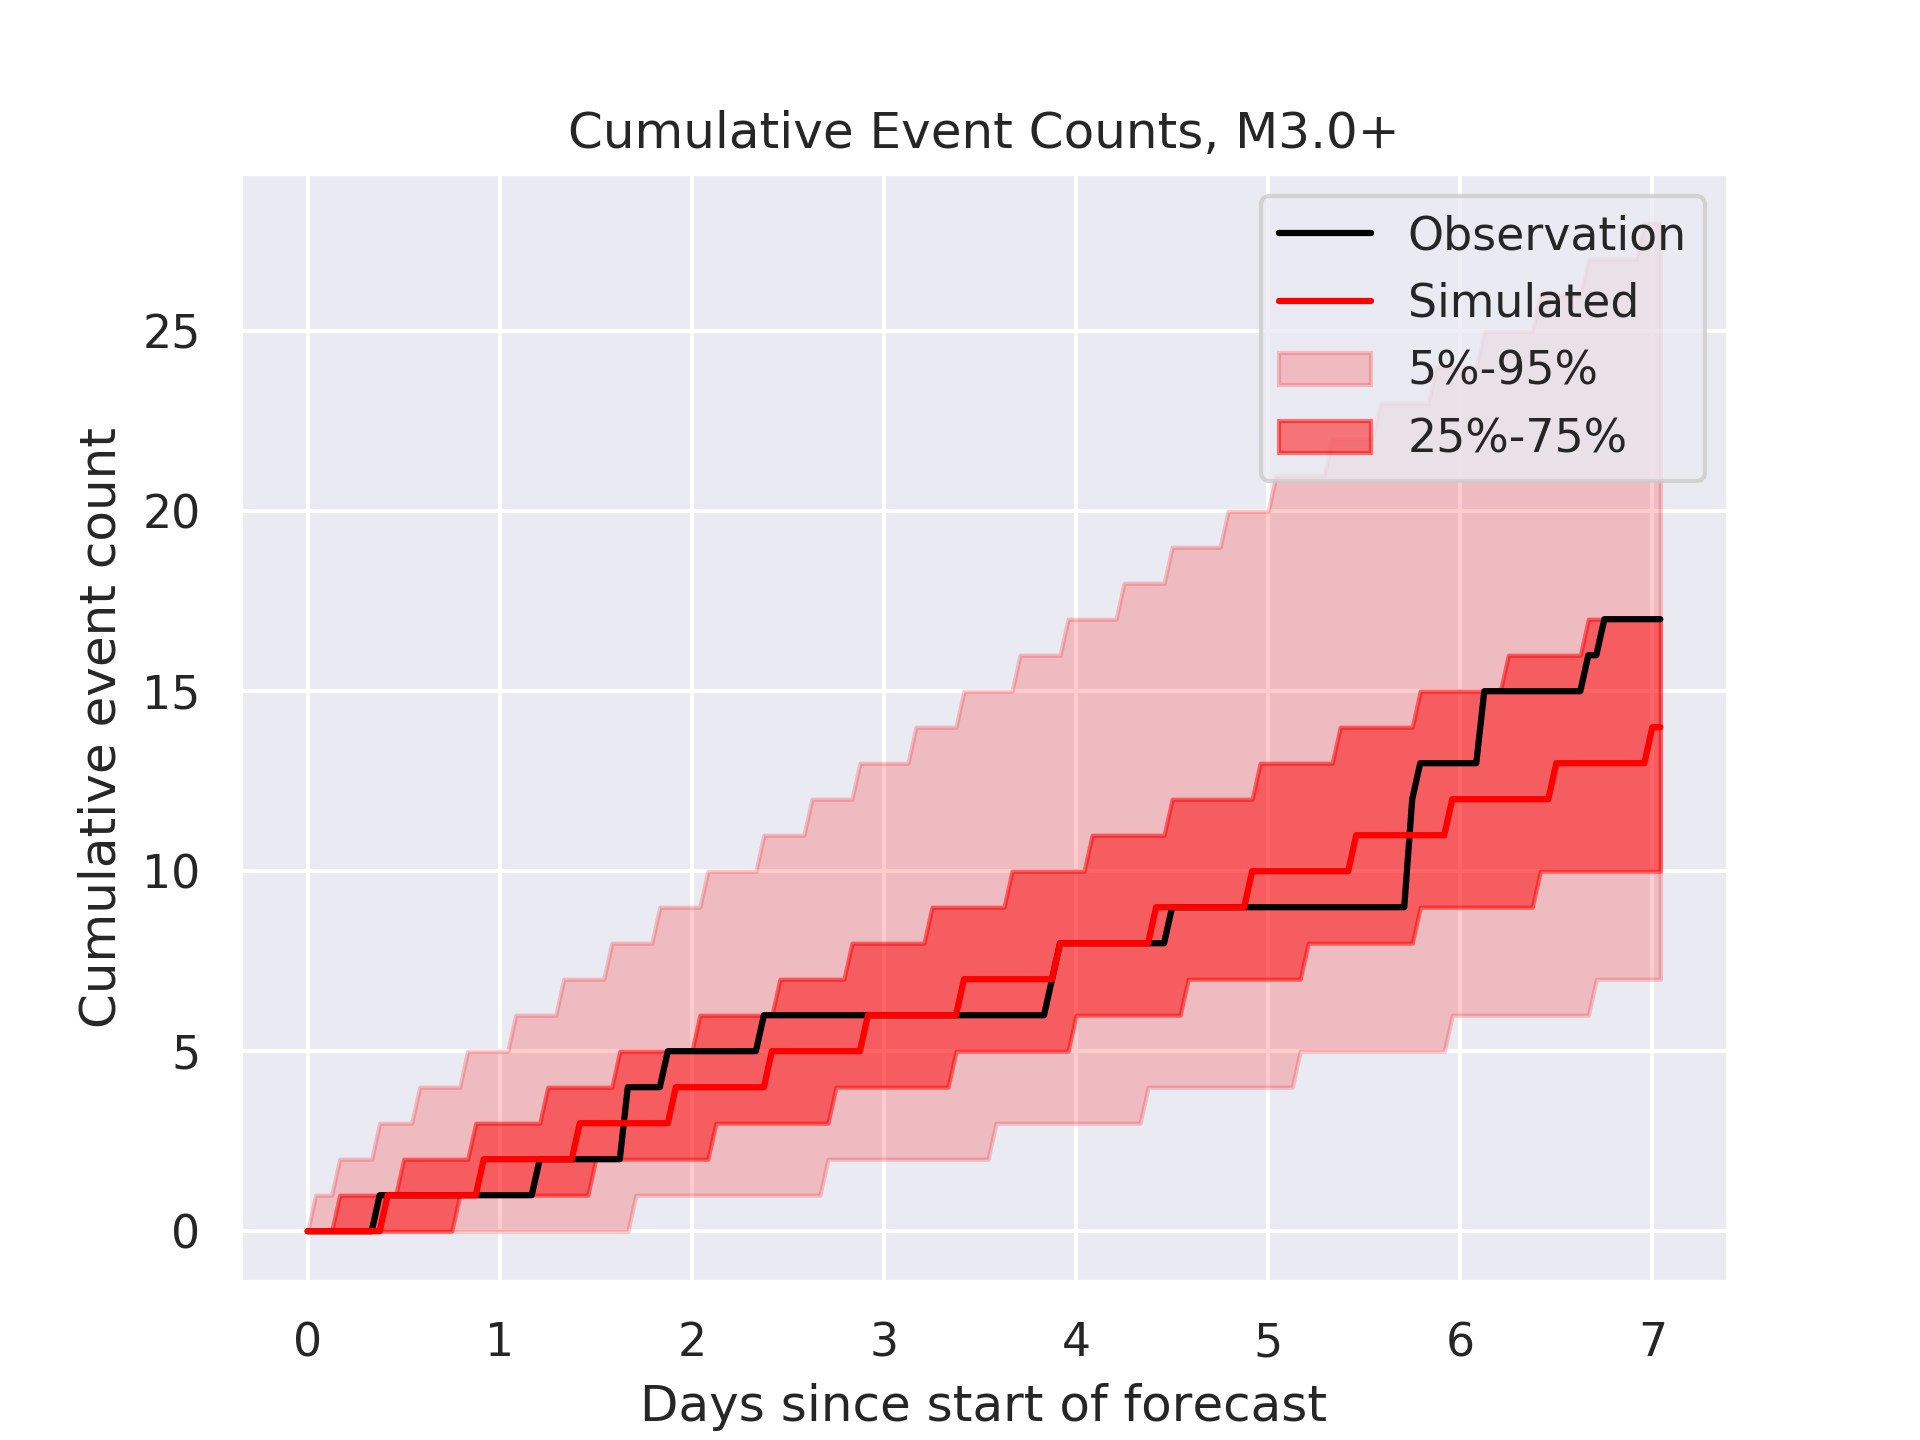 Cumulative Event Counts, M3.0+
Observation
Simulated
5%-95%
25%-75%
Cumulative event count
25
20
15
10
5
0
0 1 2 3 4 5 6 7
Days since start of forecast